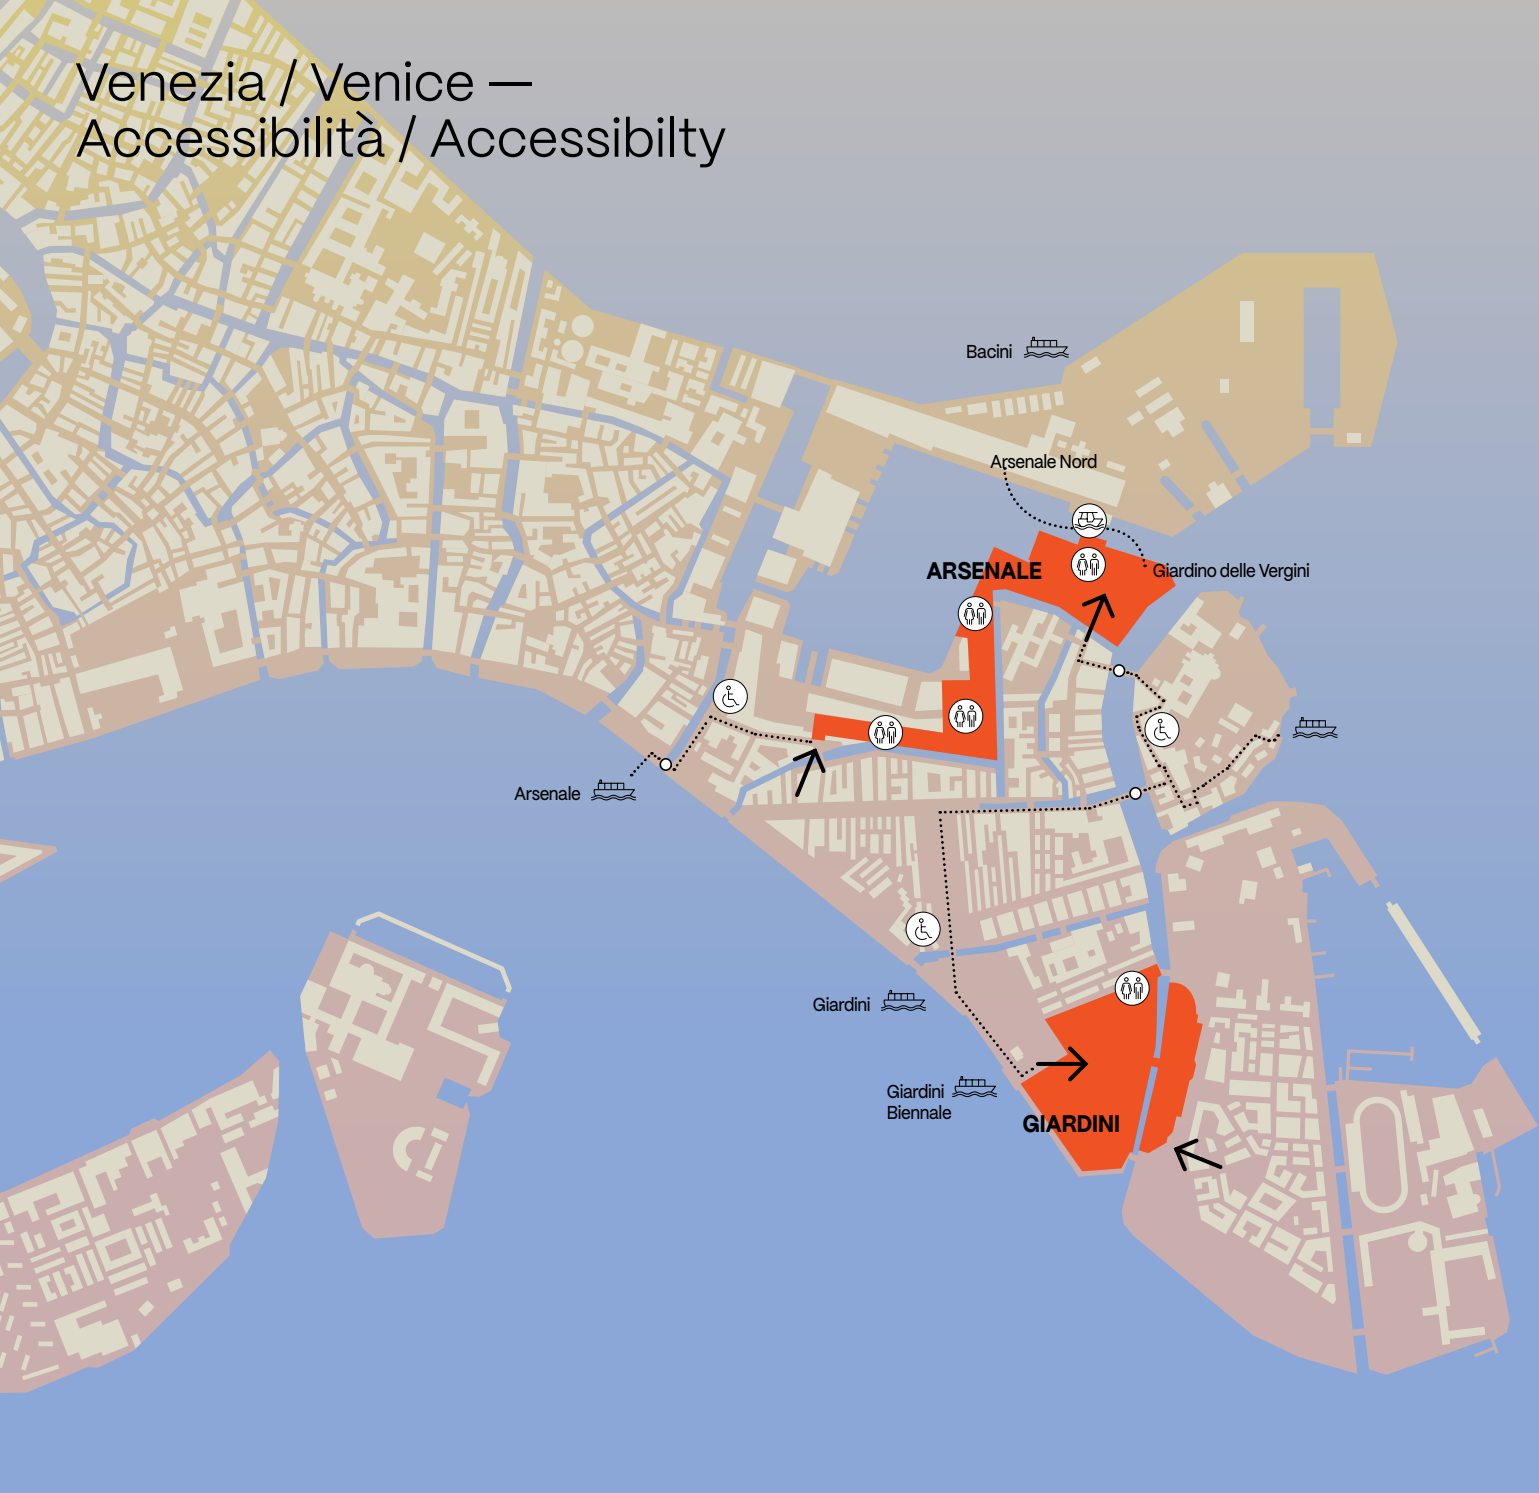 Venezia / Venice —
Accessibilità / Accessibilty
Bacini
Arsenale Nord
ARSENALE
Giardino delle Vergini
Arsenale
Giardini
Giardini
Biennale
GIARDINI